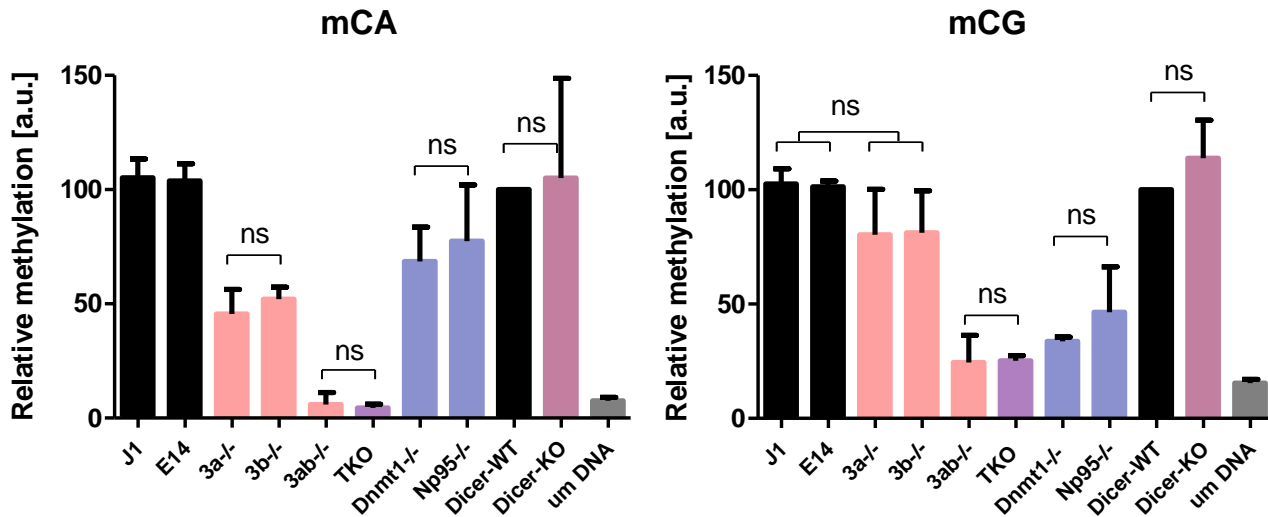 mCA
Relative methylation [a.u.]
150
100
50
0
ns
ns
ns
ns
J1
E14
3a-/-
3b-/-
3ab-/-
TKO
Dnmt1-/-
Np95-/-
Dicer-WT
Dicer-KO
um DNA
mCG
Relative methylation [a.u.]
150
100
50
0
ns
ns
ns
ns
J1
E14
3a-/-
3b-/-
3ab-/-
TKO
Dnmt1-/-
Np95-/-
Dicer-WT
Dicer-KO
um DNA